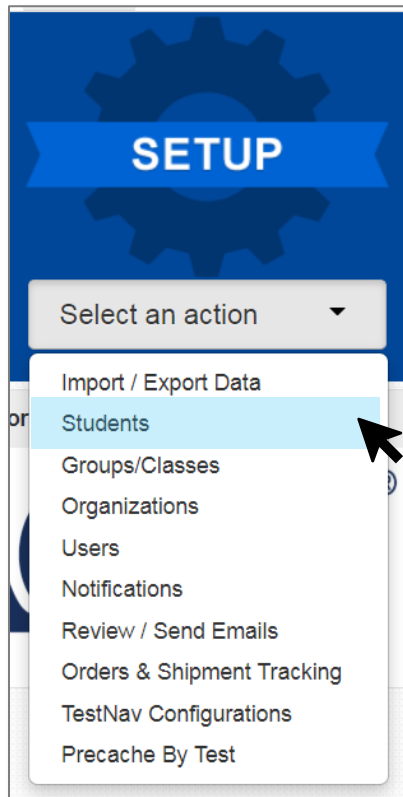 SETUP
Select an action
Import / Export Data
or
Students
Groups/Classes
Organizations
Users
Notifications
Review / Send Emails
Orders & Shipment Tracking
TestNav Configurations
Precache By Test